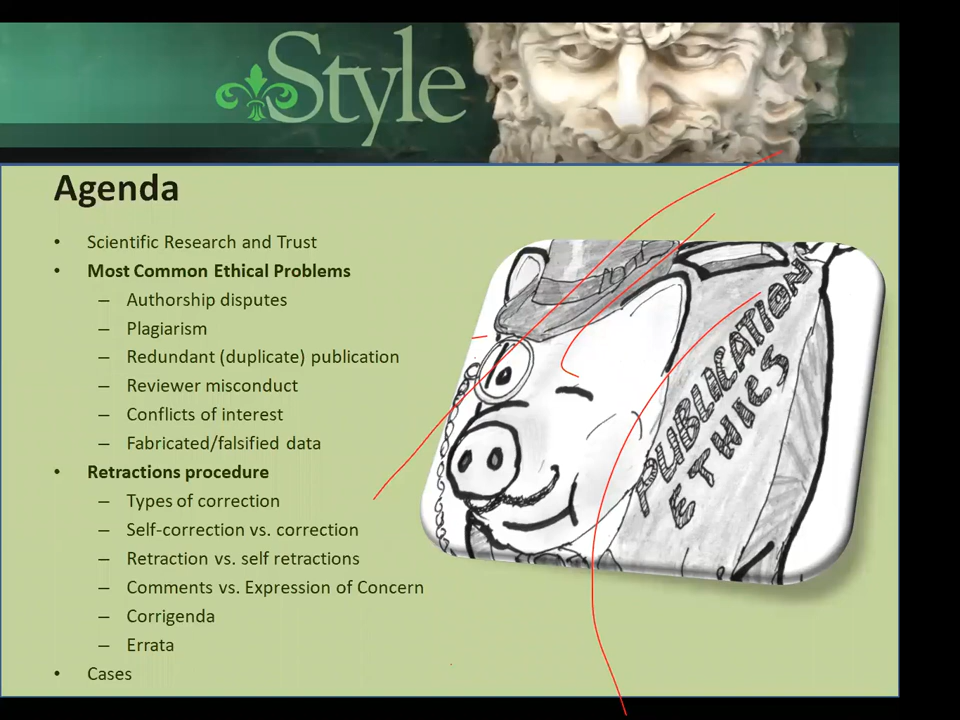 Style
Agenda
• Scientific Research and Trust
• Most Common Ethical Problems
– Authorship disputes
– Plagiarism
– Redundant (duplicate) publication
– Reviewer misconduct
– Conflicts of interest
– Fabricated/falsified data
• Retractions procedure
– Types of correction
– Self-correction vs. correction
– Retraction vs. self retractions
– Comments vs. Expression of Concern
– Corrigenda
– Errata
• Cases
PUBLICATION
ETHICS